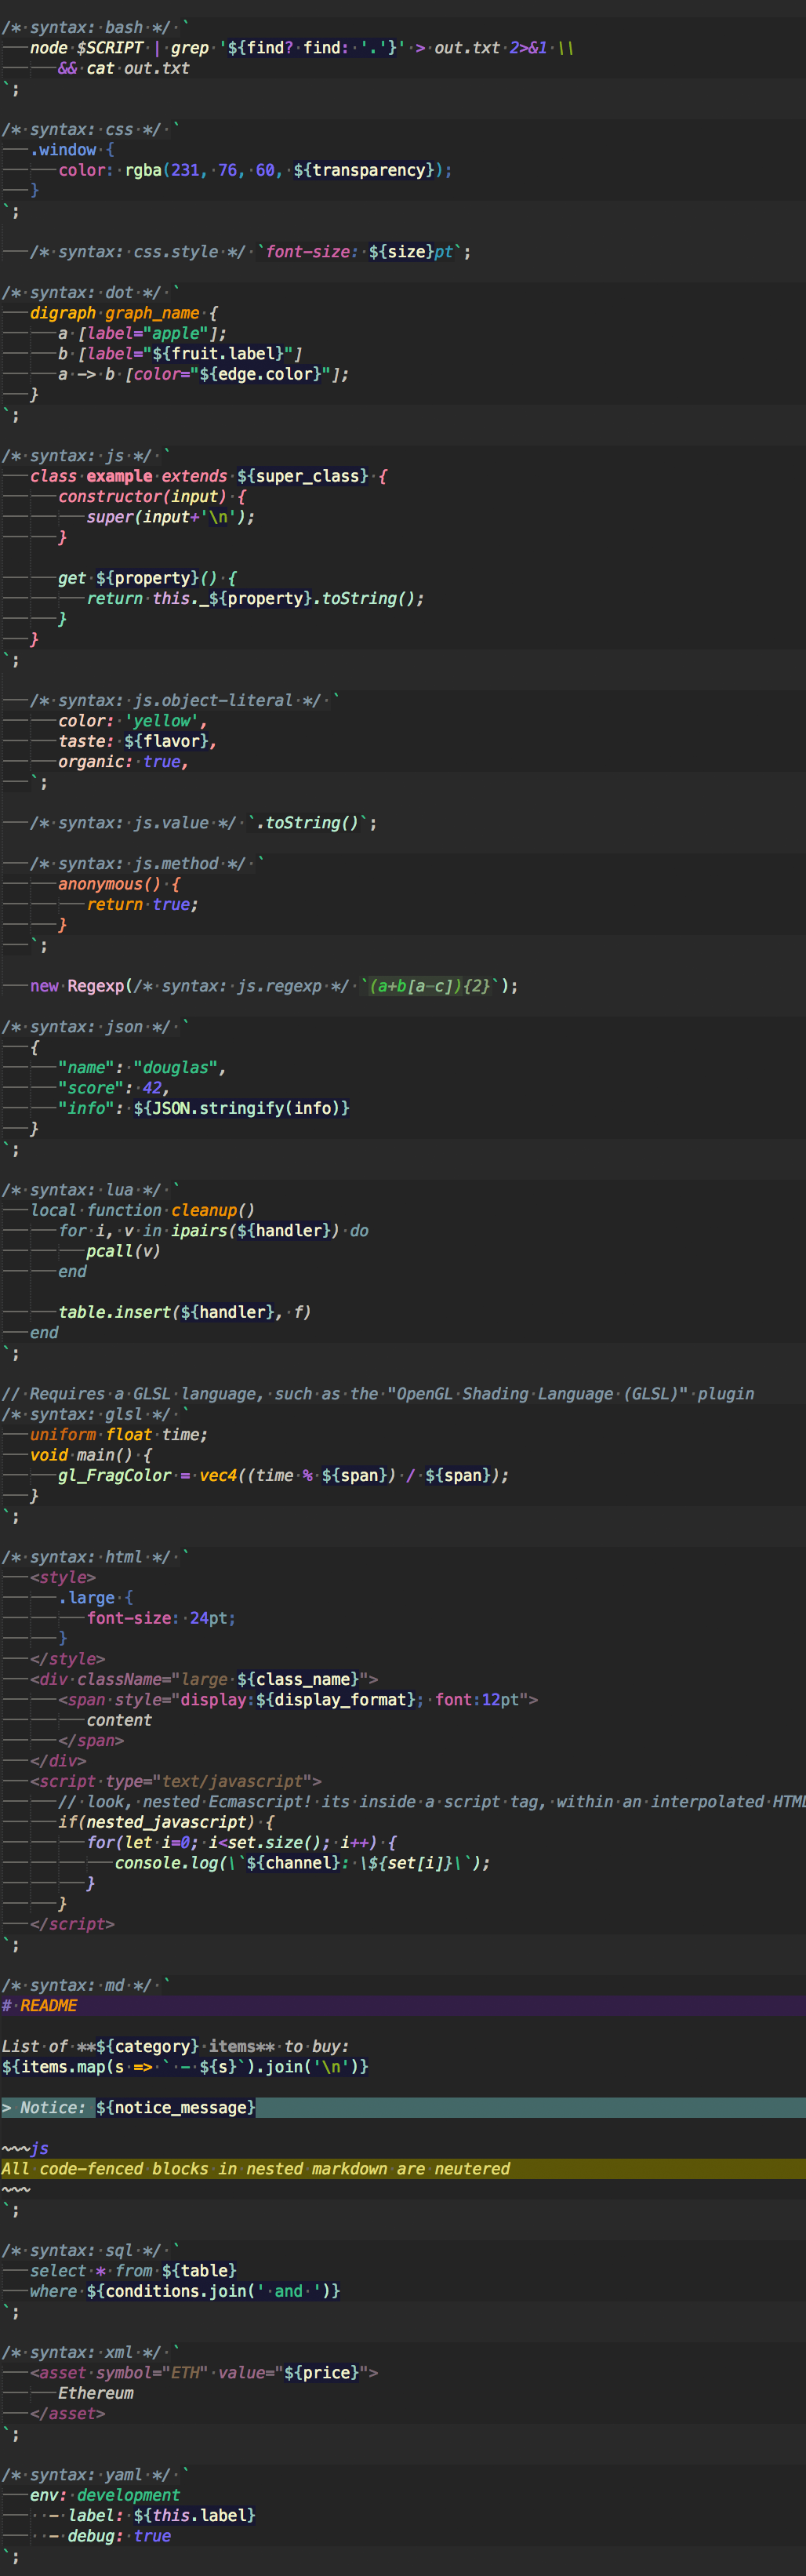 /* syntax: bash */ `
node $SCRIPT | grep '${find? find: '.'}' > out.txt 2>&1 \\
&& cat out.txt
`;
/* syntax: css */ `
.window {
color: rgba(231, 76, 60, ${transparency});
}
`;
/* syntax: css.style */ `font-size: ${size}pt`;
/* syntax: dot */ `
digraph graph_name {
a [label="apple"];
b [label="${fruit.label}"]
a -> b [color="${edge.color}"];
}
`;
/* syntax: js */ `
class example extends ${super_class} {
constructor(input) {
super(input+'\n');
}
get ${property}() {
return this._${property}.toString();
}
}
`;
/* syntax: js.object-literal */ `
color: 'yellow',
taste: ${flavor},
organic: true,
`;
/* syntax: js.value */ `.toString()`;
/* syntax: js.method */ `
anonymous() {
return true;
}
`;
new Regexp(/* syntax: js.regexp */ `(a+b[a-c]){2}`);
/* syntax: json */ `
{
"name": "douglas",
"score": 42,
"info": ${JSON.stringify(info)}
}
`;
/* syntax: lua */ `
local function cleanup()
for i, v in ipairs(${handler}) do
pcall(v)
end
table.insert(${handler}, f)
end
`;
// Requires a GLSL language, such as the "OpenGL Shading Language (GLSL)" plugin
/* syntax: glsl */ `
uniform float time;
void main() {
gl_FragColor = vec4((time % ${span}) / ${span});
}
`;
/* syntax: html */ `
<style>
.large {
font-size: 24pt;
}
</style>
<div className="large ${class_name}">
<span style="display:${display_format}; font:12pt">
content
</span>
</div>
<script type="text/javascript">
// look, nested Ecmascript! its inside a script tag, within an interpolated HTML
if(nested_javascript) {
for(let i=0; i<set.size(); i++) {
console.log(\`${channel}: \${set[i]}\`);
}
}
</script>
`;
/* syntax: md */ `
# README
List of **${category} items** to buy:
${items.map(s => ` - ${s}`).join('\n')}
> Notice: ${notice_message}
~~~js
All code-fenced blocks in nested markdown are neutered
~~~
`;
/* syntax: sql */ `
select * from ${table}
where ${conditions.join(' and ')}
`;
/* syntax: xml */ `
<asset symbol="ETH" value="${price}">
Ethereum
</asset>
`;
/* syntax: yaml */ `
env: development
- label: ${this.label}
- debug: true
`;